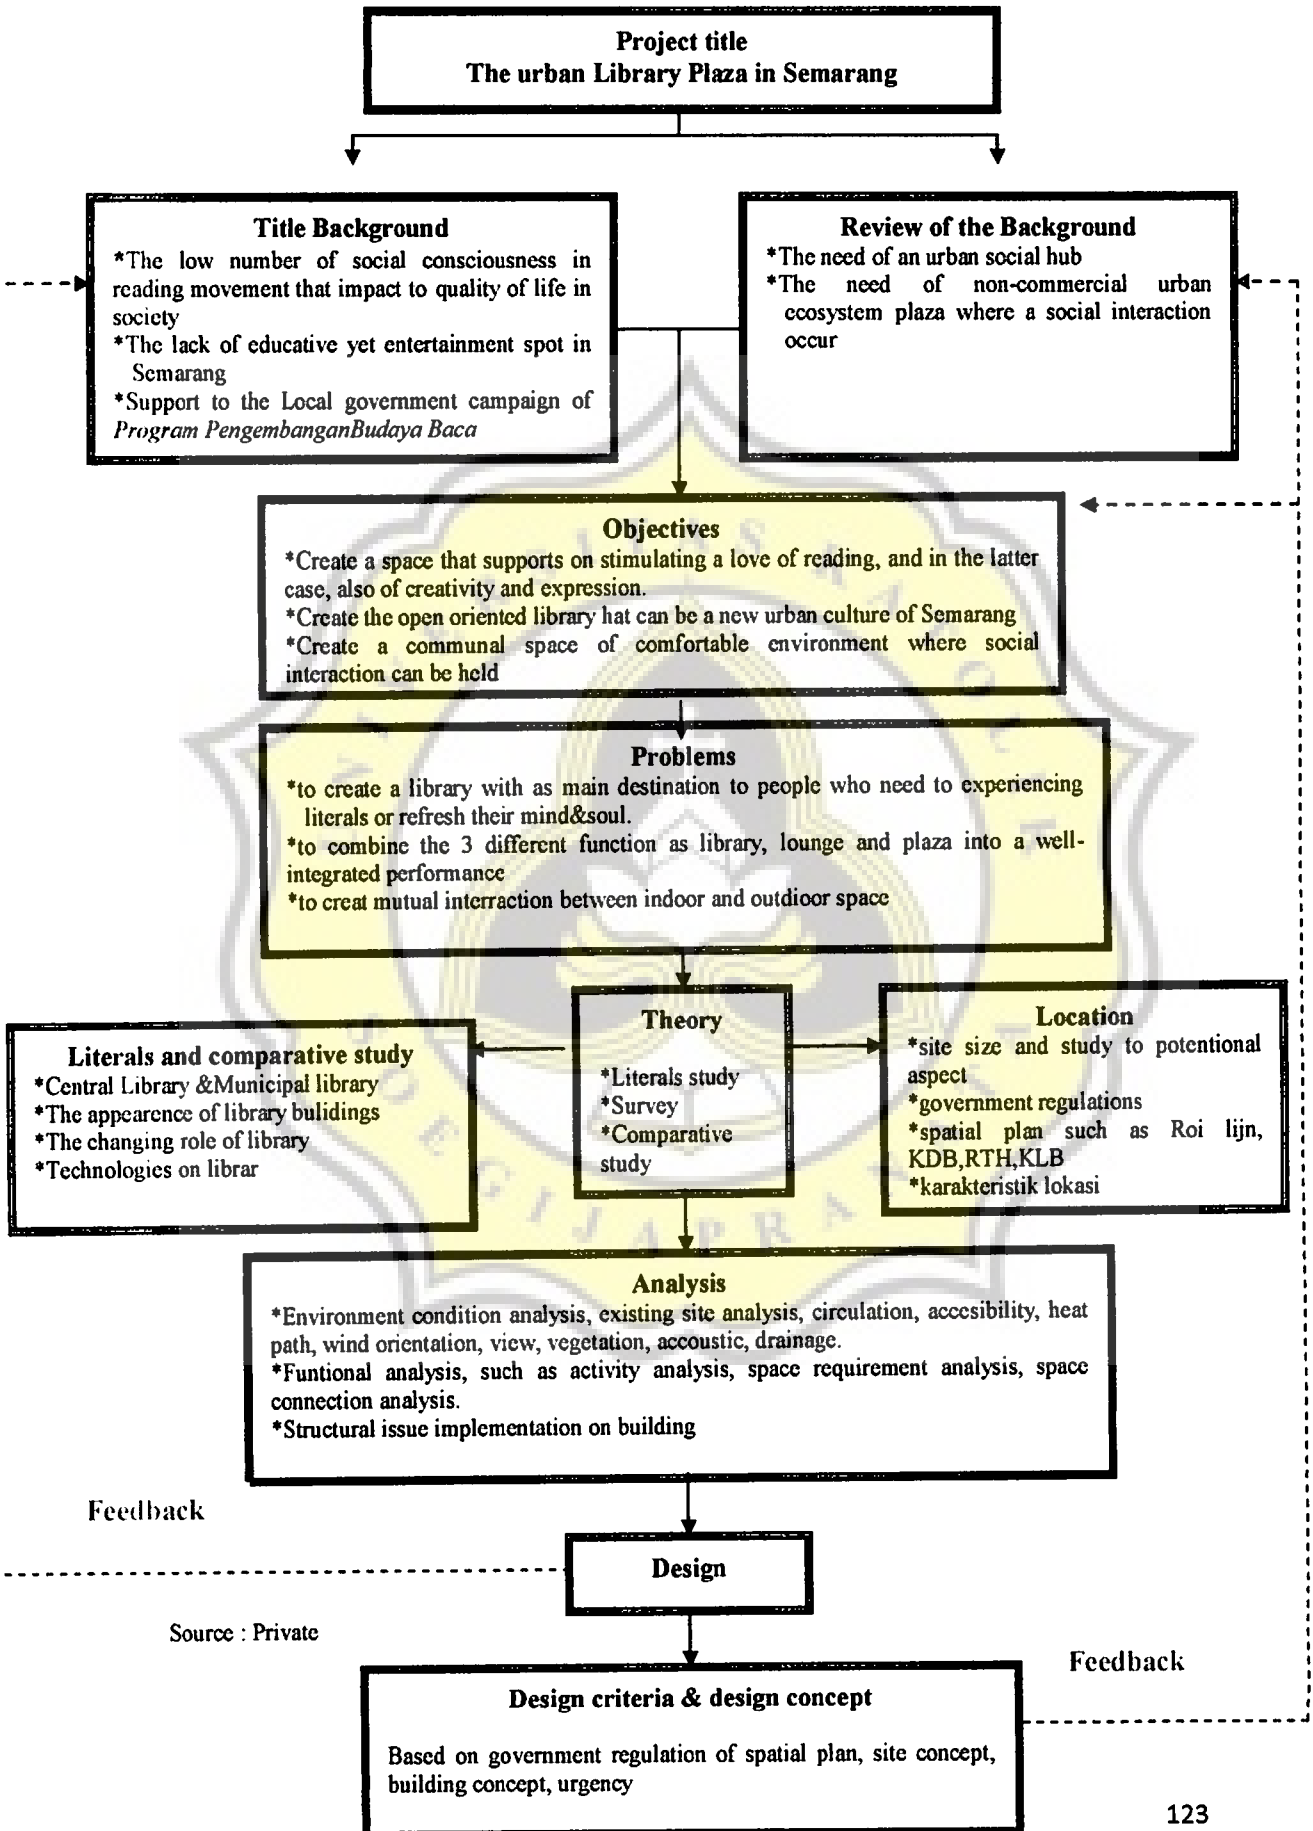 Project title
The urban Library Plaza in Semarang
Title Background
*The low number of social consciousness in
reading movement that impact to quality of life in
society
*The lack of educative yet entertainment spot in
Semarang
*Support to the Local government campaign of
Program PengembanganBudaya Baca
Review of the Background
*The need of an urban social hub
*The need of non-commercial urban
ecosystem plaza where a social interaction
occur
Objectives
*Create a space that supports on stimulating a love of reading, and in the latter
case, also of creativity and expression.
*Create the open oriented library hat can be a new urban culture of Semarang
*Create a communal space of comfortable environment where social
interaction can be held
Problems
*to create a library with as main destination to people who need to experiencing
literals or refresh their mind&soul.
*to combine the 3 different function as library, lounge and plaza into a well-
integrated performance
*to creat mutual interraction between indoor and outdioor space
Literals and comparative study
*Central Library &Municipal library
*The appearence of library bulidings
*The changing role of library
*Technologies on librar
Theory
*Literals study
*Survey
*Comparative
study
Location
*site size and study to potentional
aspect
*government regulations
*spatial plan such as Roi lijn,
KDB,RTH,KLB
*karakteristik lokasi
Analysis
*Environment condition analysis, existing site analysis, circulation, accesibility, heat
path, wind orientation, view, vegetation, accoustic, drainage.
*Funtional analysis, such as activity analysis, space requirement analysis, space
connection analysis.
*Structural issue implementation on building
Feedback
Design
Source : Private
Feedback
Design criteria & design concept
Based on government regulation of spatial plan, site concept,
building concept, urgency
123
UNIVERSITAS KATOLIK
SOEGIJAPRANATA